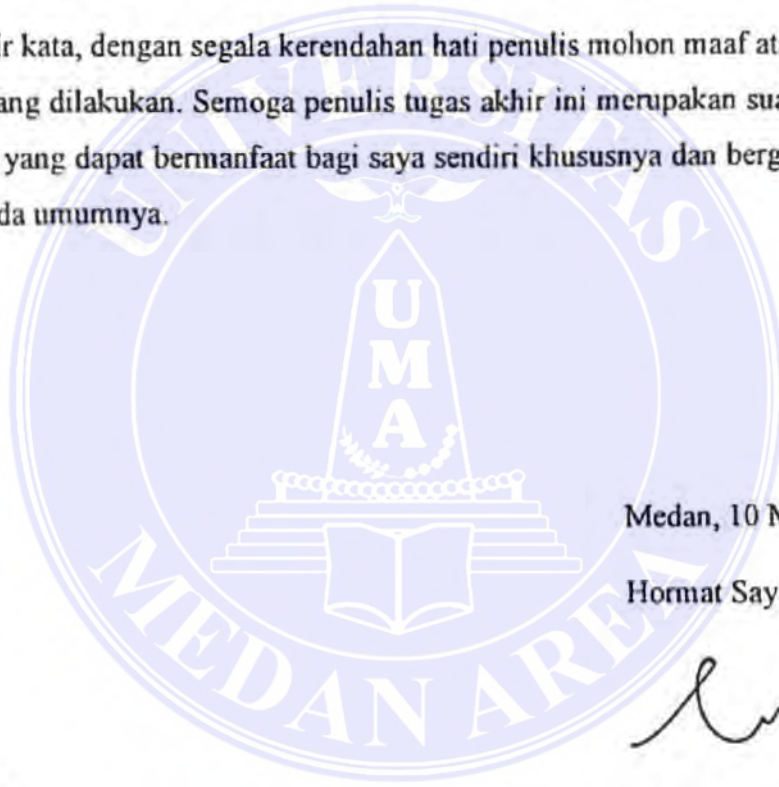 ir kata, dengan segala kerendahan hati penulis mohon maaf at
ang dilakukan. Semoga penulis tugas akhir ini merupakan sua
yang dapat bermanfaat bagi saya sendiri khususnya dan berg
da umumnya.
UNIVERSITAS
U
M
A
Medan, 10 N
Hormat Say
MEDAN AREA